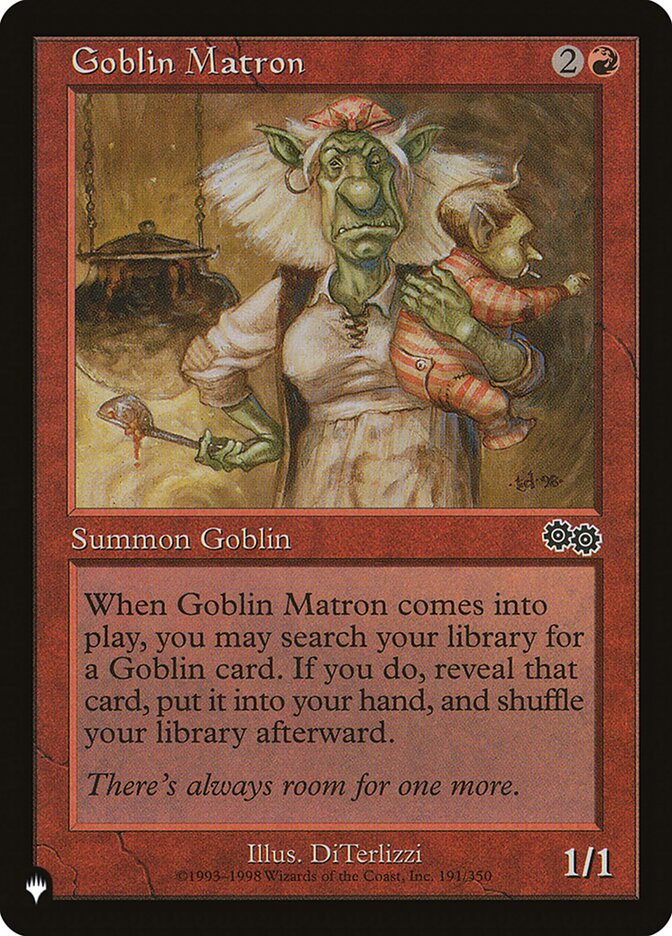 Goblin Matron
2
·tɘd·98·
Summon Goblin
When Goblin Matron comes into
play, you may search your library for
a Goblin card. If you do, reveal that
card, put it into your hand, and shuffle
your library afterward.
There's always room for one more.
Illus. DiTerlizzi
©1993–1998 Wizards of the Coast, Inc. 191/350
1/1